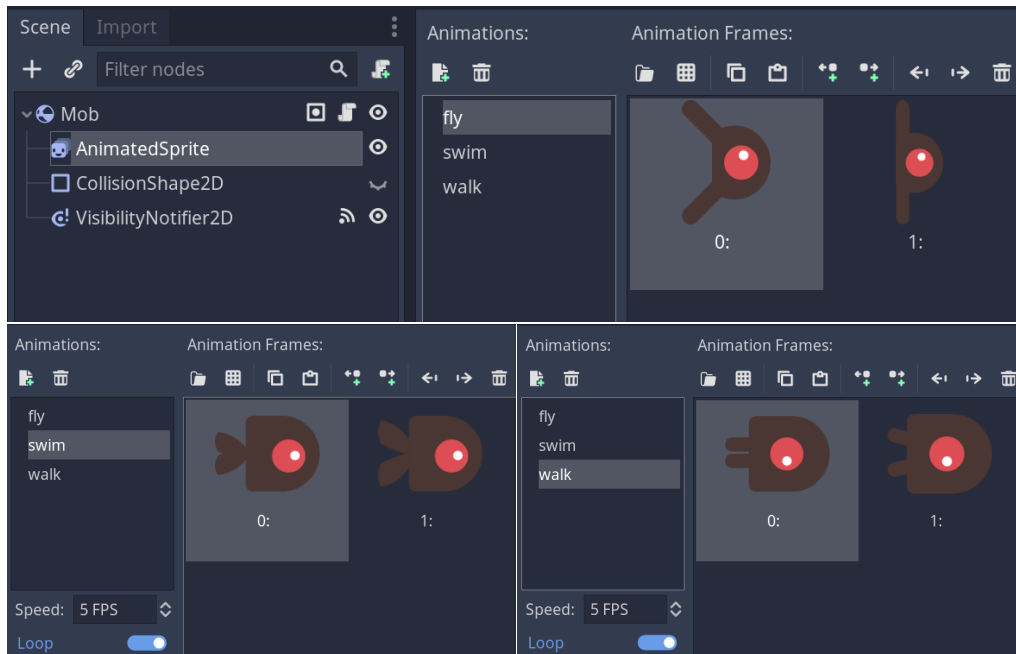 Scene Import
Filter nodes
Mob
AnimatedSprite
CollisionShape2D
VisibilityNotifier2D
Animations:
Animation Frames:
fly
swim
walk
0:
1:
Animations:
Animation Frames:
fly
swim
walk
0:
1:
Speed: 5 FPS
Loop
Animations:
Animation Frames:
fly
swim
walk
0:
1:
Speed: 5 FPS
Loop